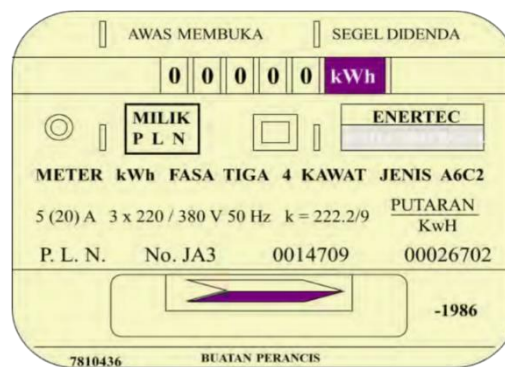 AWAS MEMBUKA SEGEL DIDENDA
0 0 0 0 0 kWh
MILIK
P L N
ENERTEC
METER kWh FASA TIGA 4 KAWAT JENIS A6C2
5 (20) A 3 x 220 / 380 V 50 Hz k = 222.2/9 PUTARAN
KwH
P. L. N. No. JA3 0014709 00026702
-1986
7810436 BUATAN PERANCIS